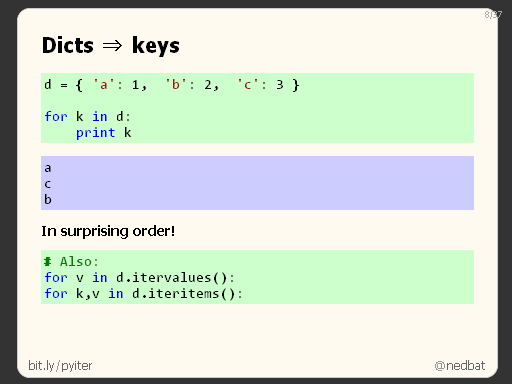 8/37
Dicts ⇒ keys
d = { 'a': 1,  'b': 2,  'c': 3 }
for k in d:
    print k
a
c
b
In surprising order!
# Also:
for v in d.itervalues():
for k,v in d.iteritems():
bit.ly/pyiter
@nedbat